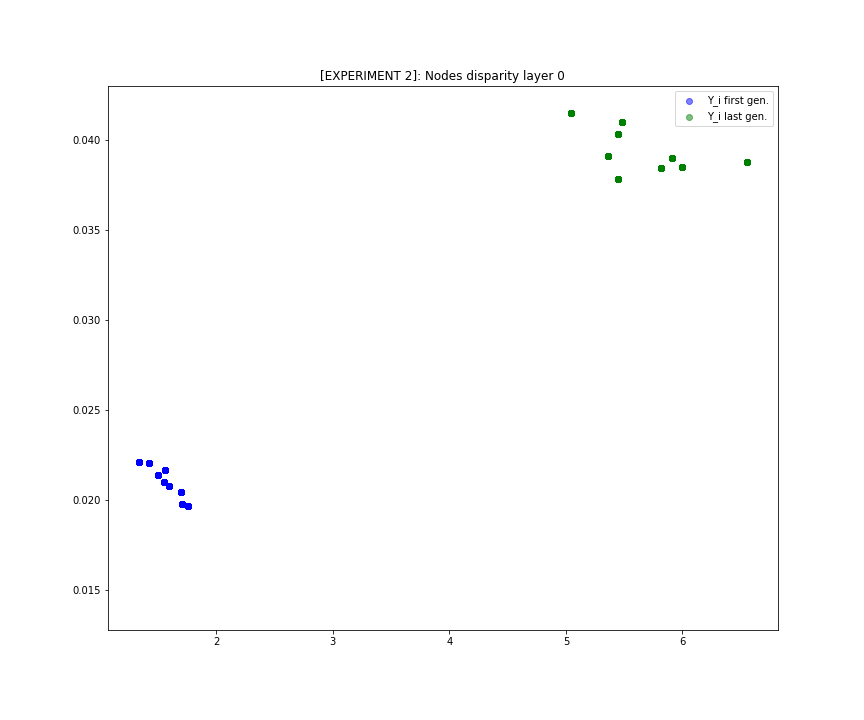 [EXPERIMENT 2]: Nodes disparity layer 0
Y_i first gen.
Y_i last gen.
0.040
0.035
0.030
0.025
0.020
0.015
2 3 4 5 6